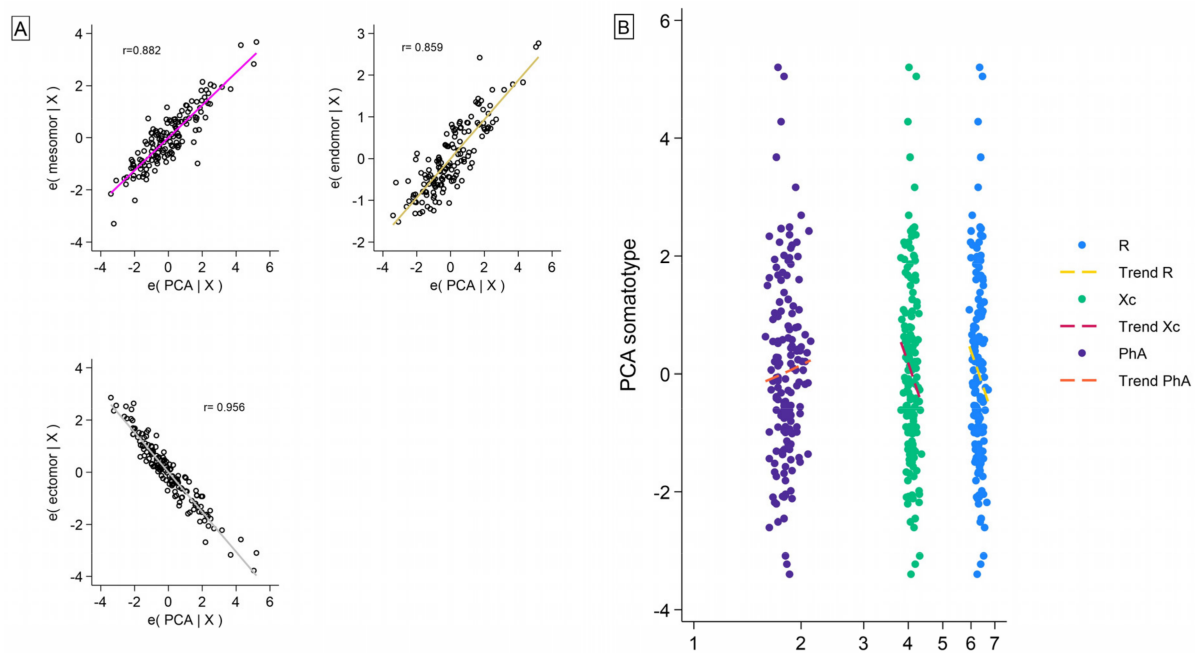 A
r=0.882
e( mesomor | X )
4
2
0
-2
-4
-4 -2 0 2 4 6
e( PCA | X )
r= 0.859
e( endomor | X )
3
2
1
0
-1
-2
-4 -2 0 2 4 6
e( PCA | X )
r= 0.956
e( ectomor | X )
4
2
0
-2
-4
-4 -2 0 2 4 6
e( PCA | X )
B
PCA somatotype
6
4
2
0
-2
-4
1 2 3 4 5 6 7
R
Trend R
Xc
Trend Xc
PhA
Trend PhA